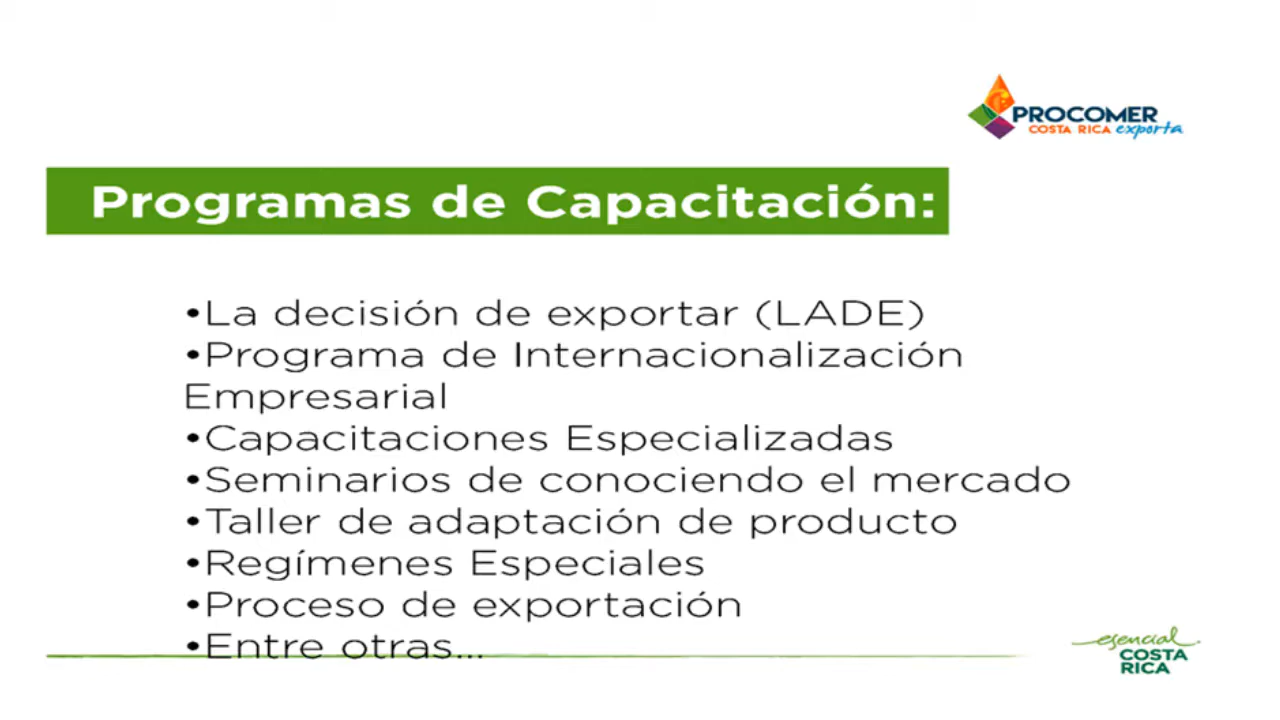 PROCOMER
COSTA RICA exporta
Programas de Capacitación:
•La decisión de exportar (LADE)
•Programa de Internacionalización
Empresarial
•Capacitaciones Especializadas
•Seminarios de conociendo el mercado
•Taller de adaptación de producto
•Regímenes Especiales
•Proceso de exportación
•Entre otras...
esencial
COSTA
RICA